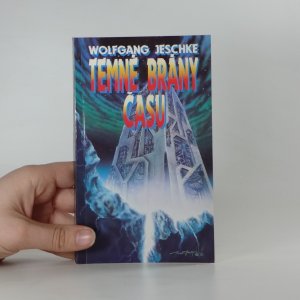 WOLFGANG JESCHKE
TEMNÉ BRÁNY
ČASU